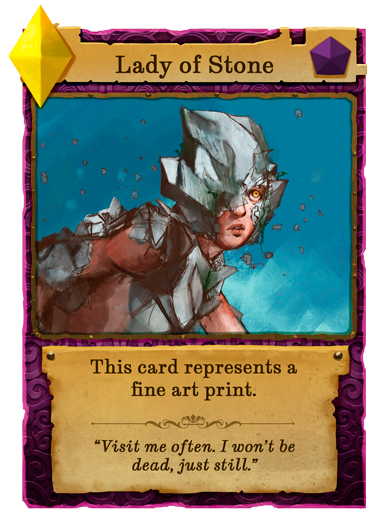 Lady of Stone
This card represents a
fine art print.
“Visit me often. I won't be
dead, just still.”